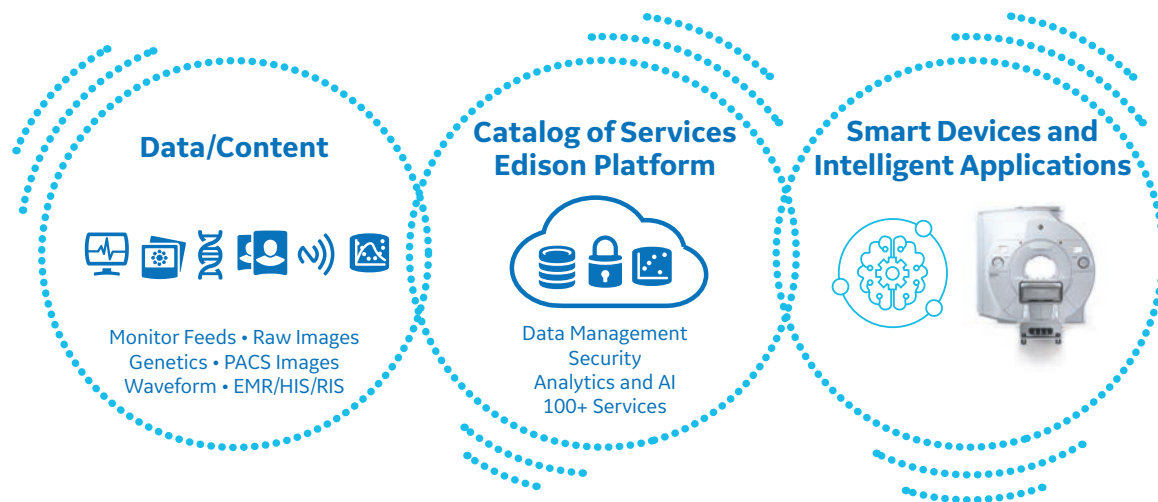 Data/Content
Monitor Feeds • Raw Images
Genetics • PACS Images
Waveform • EMR/HIS/RIS
Catalog of Services
Edison Platform
Data Management
Security
Analytics and AI
100+ Services
Smart Devices and
Intelligent Applications